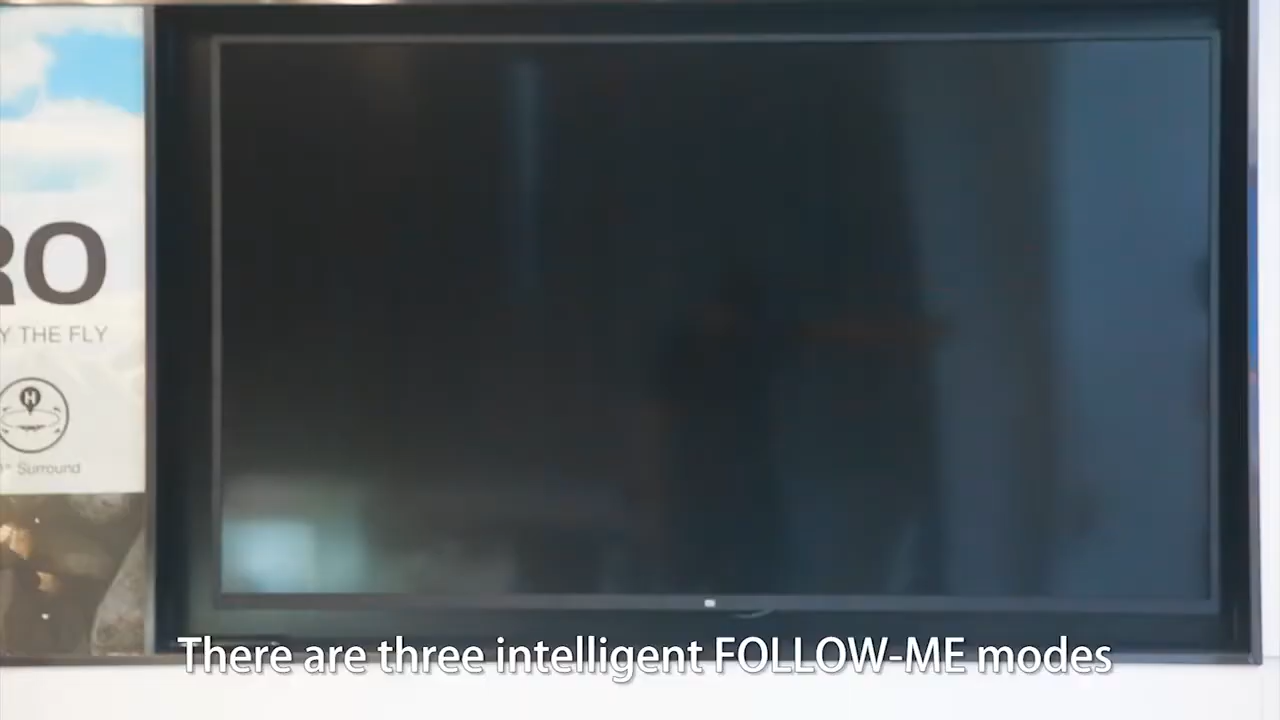 RO
Y THE FLY
H
° Surround
There are three intelligent FOLLOW-ME modes